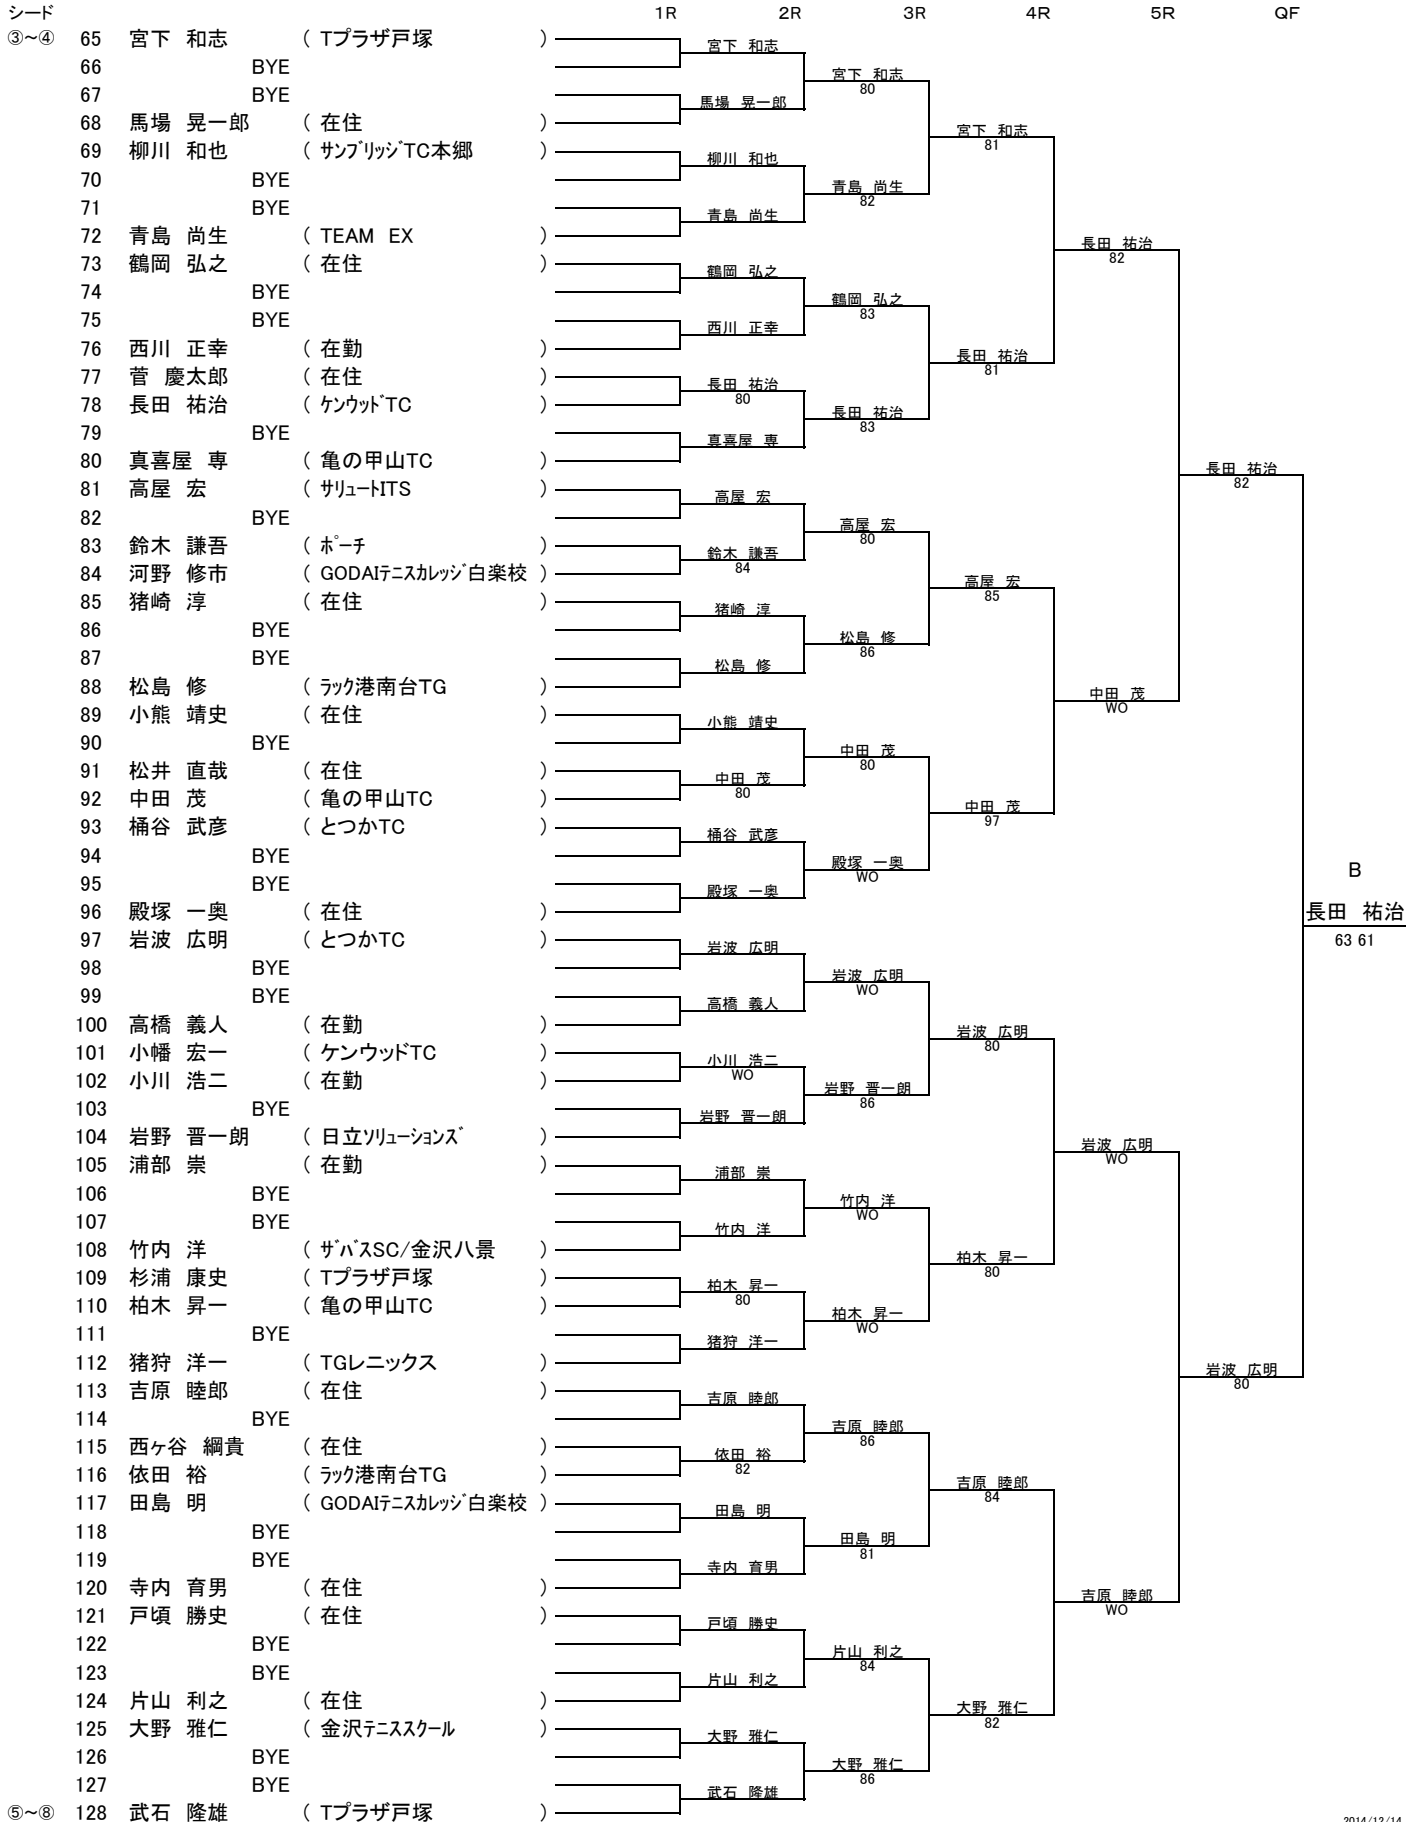 シード 1R 2R 3R 4R 5R QF
③～④ 65 宮下 和志 ( Tプラザ戸塚 )
宮下 和志
66 BYE
宮下 和志
80
67 BYE
馬場 晃一郎
68 馬場 晃一郎 ( 在住 )
宮下 和志
81
69 柳川 和也 ( サンブリッジTC本郷 )
柳川 和也
70 BYE
青島 尚生
82
71 BYE
青島 尚生
72 青島 尚生 ( TEAM EX )
長田 祐治
82
73 鶴岡 弘之 ( 在住 )
鶴岡 弘之
74 BYE
鶴岡 弘之
83
75 BYE
西川 正幸
76 西川 正幸 ( 在勤 )
長田 祐治
81
77 菅 慶太郎 ( 在住 )
長田 祐治
80
78 長田 祐治 ( ケンウッドTC )
長田 祐治
83
79 BYE
真喜屋 専
80 真喜屋 専 ( 亀の甲山TC )
長田 祐治
82
81 高屋 宏 ( サリュートITS )
高屋 宏
82 BYE
高屋 宏
80
83 鈴木 謙吾 ( ポーチ )
鈴木 謙吾
84
84 河野 修市 ( GODAIテニスカレッジ白楽校 )
高屋 宏
85
85 猪崎 淳 ( 在住 )
猪崎 淳
86 BYE
松島 修
86
87 BYE
松島 修
88 松島 修 ( ラック港南台TG )
中田 茂
WO
89 小熊 靖史 ( 在住 )
小熊 靖史
90 BYE
中田 茂
80
91 松井 直哉 ( 在住 )
中田 茂
80
92 中田 茂 ( 亀の甲山TC )
中田 茂
97
93 桶谷 武彦 ( とつかTC )
桶谷 武彦
94 BYE
殿塚 一奥
WO
95 BYE
殿塚 一奥
96 殿塚 一奥 ( 在住 )
B
長田 祐治
63 61
97 岩波 広明 ( とつかTC )
岩波 広明
98 BYE
岩波 広明
WO
99 BYE
高橋 義人
100 高橋 義人 ( 在勤 )
岩波 広明
80
101 小幡 宏一 ( ケンウッドTC )
小川 浩二
WO
102 小川 浩二 ( 在勤 )
岩野 晋一朗
86
103 BYE
岩野 晋一朗
104 岩野 晋一朗 ( 日立ソリューションズ )
岩波 広明
WO
105 浦部 崇 ( 在勤 )
浦部 崇
106 BYE
竹内 洋
WO
107 BYE
竹内 洋
108 竹内 洋 ( ザバスSC/金沢八景 )
柏木 昇一
80
109 杉浦 康史 ( Tプラザ戸塚 )
柏木 昇一
80
110 柏木 昇一 ( 亀の甲山TC )
柏木 昇一
WO
111 BYE
猪狩 洋一
112 猪狩 洋一 ( TGレニックス )
岩波 広明
80
113 吉原 睦郎 ( 在住 )
吉原 睦郎
114 BYE
吉原 睦郎
86
115 西ヶ谷 綱貴 ( 在住 )
依田 裕
82
116 依田 裕 ( ラック港南台TG )
吉原 睦郎
84
117 田島 明 ( GODAIテニスカレッジ白楽校 )
田島 明
118 BYE
田島 明
81
119 BYE
寺内 育男
120 寺内 育男 ( 在住 )
吉原 睦郎
WO
121 戸頃 勝史 ( 在住 )
戸頃 勝史
122 BYE
片山 利之
84
123 BYE
片山 利之
124 片山 利之 ( 在住 )
大野 雅仁
82
125 大野 雅仁 ( 金沢テニススクール )
大野 雅仁
126 BYE
大野 雅仁
86
127 BYE
武石 隆雄
⑤～⑧ 128 武石 隆雄 ( Tプラザ戸塚 )
2014/12/14